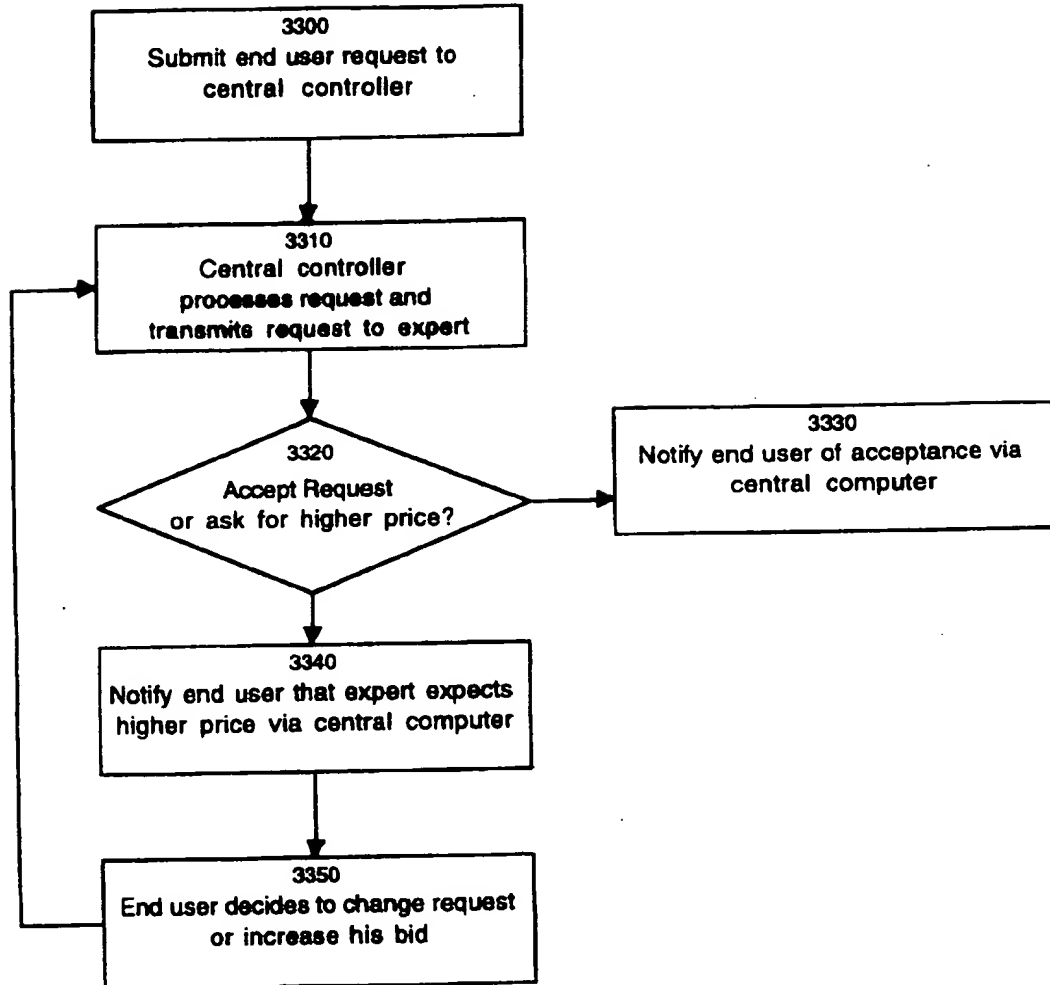 3300
Submit end user request to
central controller
3310
Central controller
processes request and
transmits request to expert
3320
Accept Request
or ask for higher price?
3330
Notify end user of acceptance via
central computer
3340
Notify end user that expert expects
higher price via central computer
3350
End user decides to change request
or increase his bid